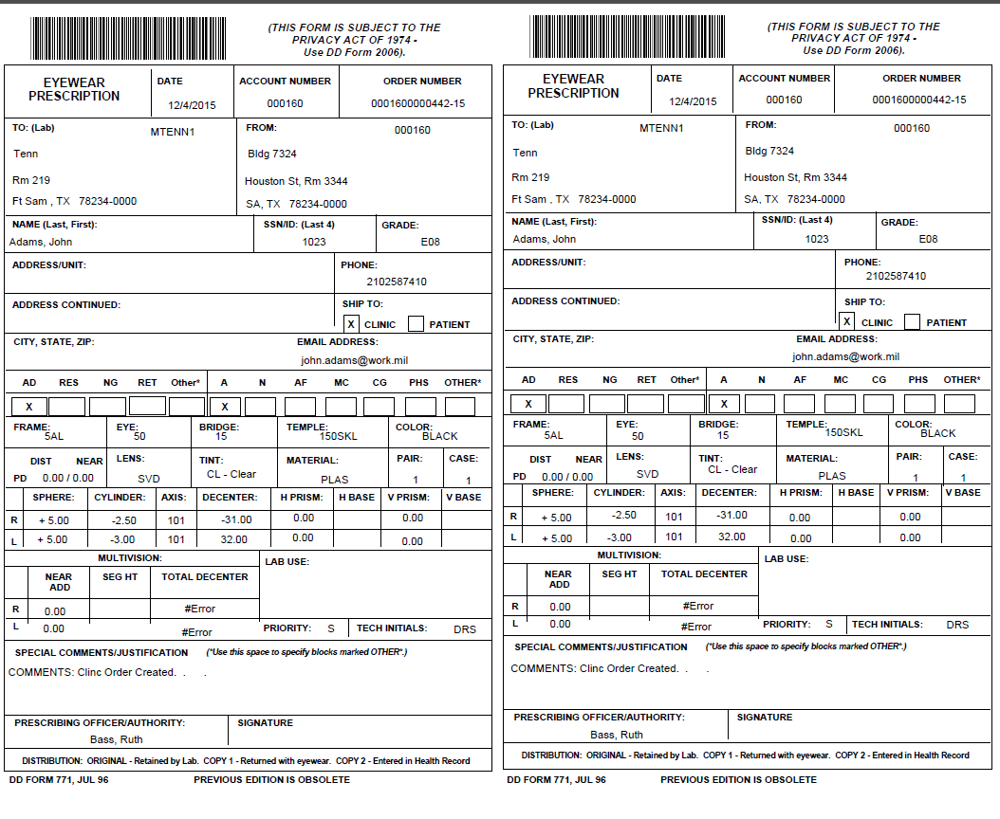 (THIS FORM IS SUBJECT TO THE
PRIVACY ACT OF 1974 -
Use DD Form 2006).
EYEWEAR PRESCRIPTION DATE 12/4/2015 ACCOUNT NUMBER 000160 ORDER NUMBER 0001600000442-15
TO: (Lab) MTENN1
Tenn
Rm 219
Ft Sam , TX 78234-0000
FROM: 000160
Bldg 7324
Houston St, Rm 3344
SA, TX 78234-0000
NAME (Last, First): SSN/ID: (Last 4) GRADE:
Adams, John 1023 E08
ADDRESS/UNIT: PHONE:
2102587410
ADDRESS CONTINUED: SHIP TO:
X CLINIC PATIENT
CITY, STATE, ZIP: EMAIL ADDRESS:
john.adams@work.mil
AD RES NG RET Other* A N AF MC CG PHS OTHER*
X X
FRAME: EYE: BRIDGE: TEMPLE: COLOR:
5AL 50 15 150SKL BLACK
DIST NEAR LENS: TINT: MATERIAL: PAIR: CASE:
PD 0.00 / 0.00 SVD CL - Clear PLAS 1 1
SPHERE: CYLINDER: AXIS: DECENTER: H PRISM: H BASE V PRISM: V BASE
R + 5.00 -2.50 101 -31.00 0.00 0.00
L + 5.00 -3.00 101 32.00 0.00 0.00
MULTIVISION: LAB USE:
NEAR ADD SEG HT TOTAL DECENTER
R 0.00 #Error
L 0.00 #Error PRIORITY: S TECH INITIALS: DRS
SPECIAL COMMENTS/JUSTIFICATION (*Use this space to specify blocks marked OTHER*.)
COMMENTS: Clinc Order Created. . .
PRESCRIBING OFFICER/AUTHORITY: SIGNATURE
Bass, Ruth
DISTRIBUTION: ORIGINAL - Retained by Lab. COPY 1 - Returned with eyewear. COPY 2 - Entered in Health Record
DD FORM 771, JUL 96 PREVIOUS EDITION IS OBSOLETE
(THIS FORM IS SUBJECT TO THE
PRIVACY ACT OF 1974 -
Use DD Form 2006).
EYEWEAR PRESCRIPTION DATE 12/4/2015 ACCOUNT NUMBER 000160 ORDER NUMBER 0001600000442-15
TO: (Lab) MTENN1
Tenn
Rm 219
Ft Sam , TX 78234-0000
FROM: 000160
Bldg 7324
Houston St, Rm 3344
SA, TX 78234-0000
NAME (Last, First): SSN/ID: (Last 4) GRADE:
Adams, John 1023 E08
ADDRESS/UNIT: PHONE:
2102587410
ADDRESS CONTINUED: SHIP TO:
X CLINIC PATIENT
CITY, STATE, ZIP: EMAIL ADDRESS:
john.adams@work.mil
AD RES NG RET Other* A N AF MC CG PHS OTHER*
X X
FRAME: EYE: BRIDGE: TEMPLE: COLOR:
5AL 50 15 150SKL BLACK
DIST NEAR LENS: TINT: MATERIAL: PAIR: CASE:
PD 0.00 / 0.00 SVD CL - Clear PLAS 1 1
SPHERE: CYLINDER: AXIS: DECENTER: H PRISM: H BASE V PRISM: V BASE
R + 5.00 -2.50 101 -31.00 0.00 0.00
L + 5.00 -3.00 101 32.00 0.00 0.00
MULTIVISION: LAB USE:
NEAR ADD SEG HT TOTAL DECENTER
R 0.00 #Error
L 0.00 #Error PRIORITY: S TECH INITIALS: DRS
SPECIAL COMMENTS/JUSTIFICATION (*Use this space to specify blocks marked OTHER*.)
COMMENTS: Clinc Order Created. . .
PRESCRIBING OFFICER/AUTHORITY: SIGNATURE
Bass, Ruth
DISTRIBUTION: ORIGINAL - Retained by Lab. COPY 1 - Returned with eyewear. COPY 2 - Entered in Health Record
DD FORM 771, JUL 96 PREVIOUS EDITION IS OBSOLETE